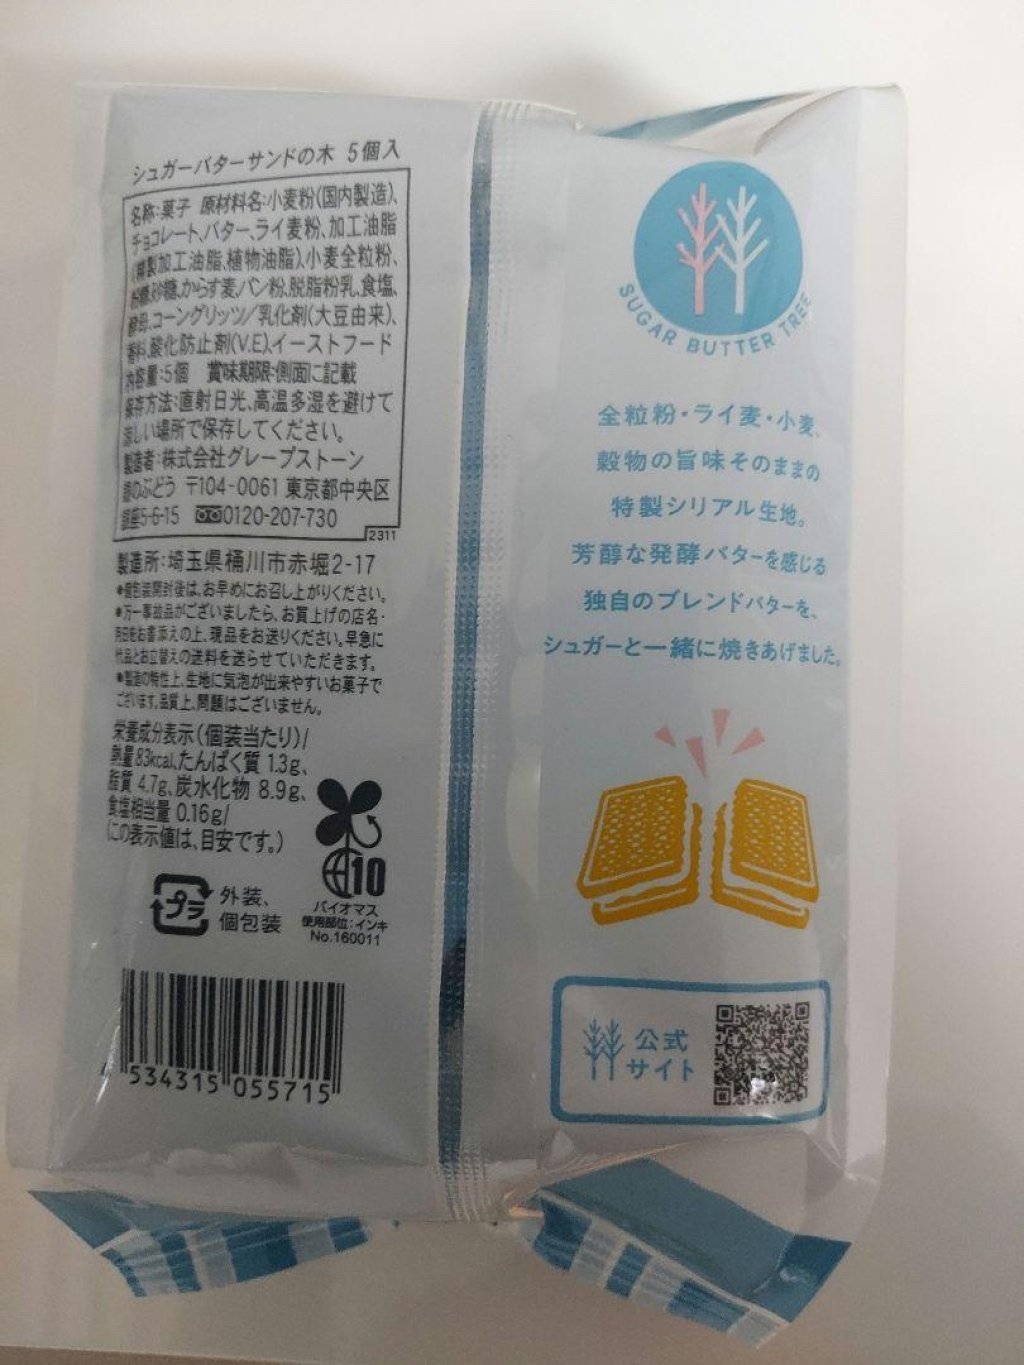 シュガーバターサンドの木 5個入
名称:菓子 原材料名:小麦粉(国内製造)、
チョコレート、バター、ライ麦粉、加工油脂
(精製加工油脂、植物油脂)、小麦全粒粉、
砂糖、からす麦、パン粉、脱脂粉乳、食塩、
酵母、コーングリッツ/乳化剤(大豆由来)、
香料、酸化防止剤(V.E)、イーストフード
内容量:5個 賞味期限:側面に記載
保存方法:直射日光、高温多湿を避けて
涼しい場所で保存してください。
製造者:株式会社グレープストーン
銀のぶどう 〒104-0061 東京都中央区
銀座5-6-15 0120-207-730
2311
製造所:埼玉県桶川市赤堀2-17
●個包装開封後は、お早めにお召し上がりください。
●万一事故品がございましたら、お買上げの店名・
月日をお書添えの上、現品をお送りください。早急に
代品とお立替えの送料を送らせていただきます。
●製造の特性上、生地に気泡が出来やすいお菓子で
ございます。品質上、問題はございません。
栄養成分表示(個装当たり)/
熱量 83kcal、たんぱく質 1.3g、
脂質 4.7g、炭水化物 8.9g、
食塩相当量 0.16g/
(この表示値は、目安です。)
10
バイオマス
使用部位:インキ
No.160011
プラ
外装、
個包装
534315 055715
SUGAR BUTTER TREE
全粒粉・ライ麦・小麦、
穀物の旨味そのままの
特製シリアル生地。
芳醇な発酵バターを感じる
独自のブレンドバターを、
シュガーと一緒に焼きあげました。
公式
サイト